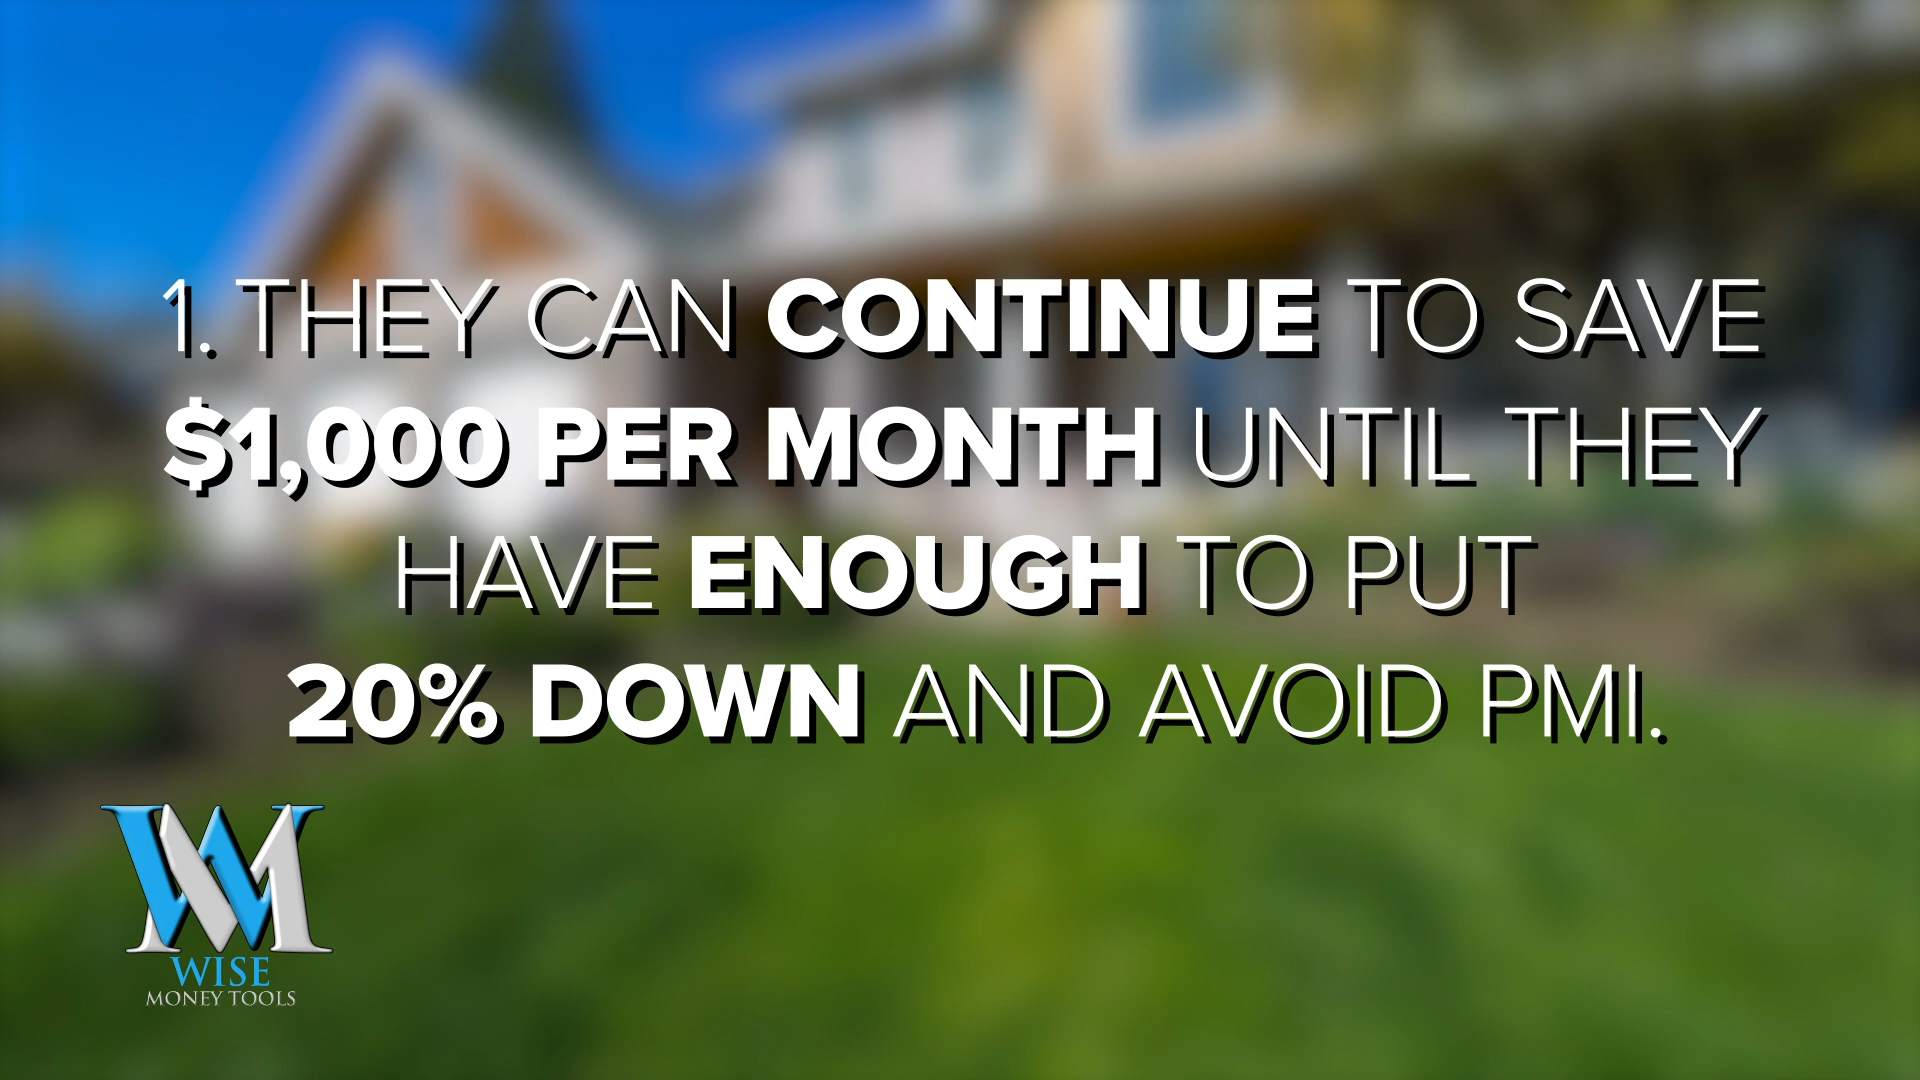 1. THEY CAN CONTINUE TO SAVE
$1,000 PER MONTH UNTIL THEY
HAVE ENOUGH TO PUT
20% DOWN AND AVOID PMI.
WM
WISE
MONEY TOOLS